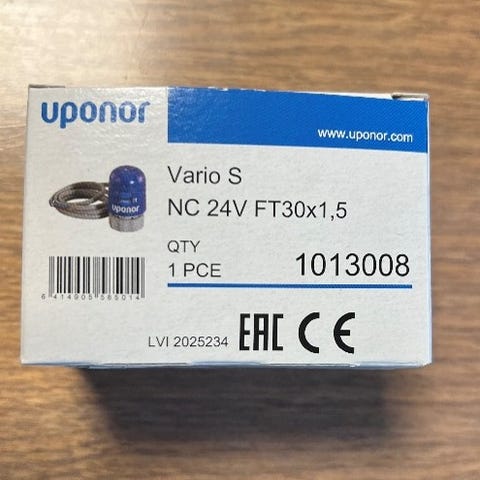 uponor
www.uponor.com
Vario S
NC 24V FT30x1,5
uponor
QTY
1 PCE
1013008
6 414905 585014
LVI 2025234
EAC CE